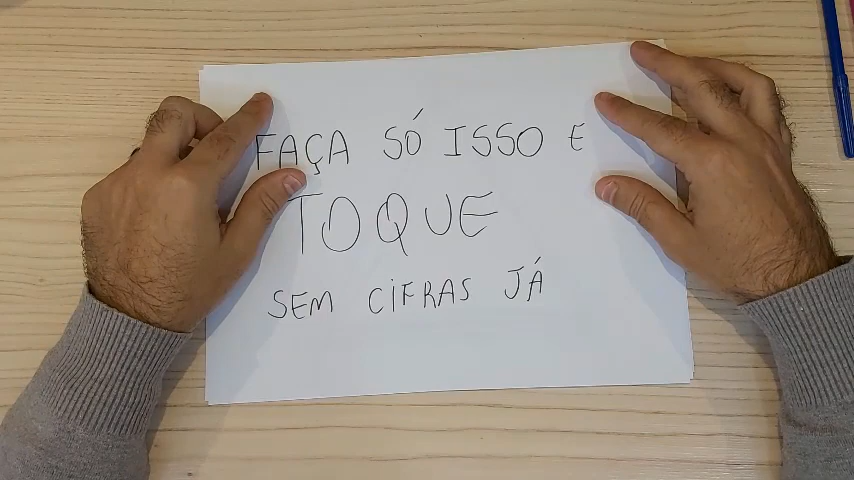 FAÇA SÓ ISSO E
TOQUE
SEM CIFRAS JÁ